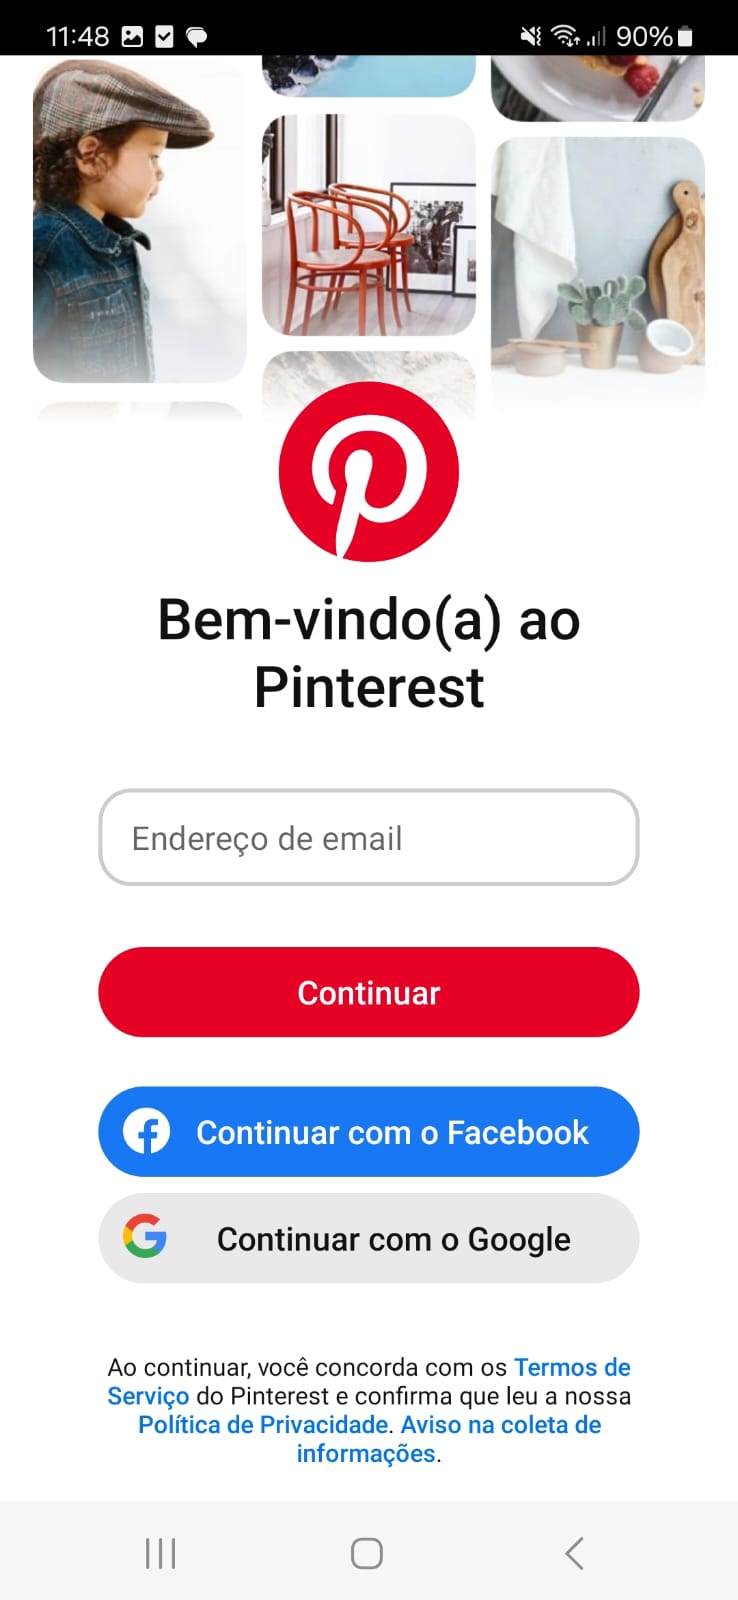 11:48
90%
Bem-vindo(a) ao
Pinterest
Endereço de email
Continuar
Continuar com o Facebook
Continuar com o Google
Ao continuar, você concorda com os Termos de
Serviço do Pinterest e confirma que leu a nossa
Política de Privacidade. Aviso na coleta de
informações.